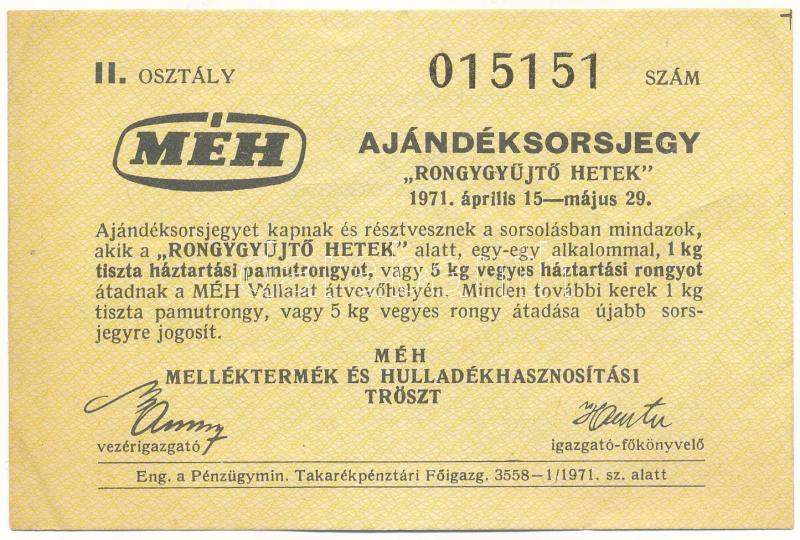 II. OSZTÁLY 015151 SZÁM
MÉH
AJÁNDÉKSORSJEGY
„RONGYGYŰJTŐ HETEK”
1971. április 15—május 29.
Ajándéksorsjegyet kapnak és résztvesznek a sorsolásban mindazok,
akik a „RONGYGYŰJTŐ HETEK” alatt, egy-egy alkalommal, 1 kg
tiszta háztartási pamutrongyot, vagy 5 kg vegyes háztartási rongyot
átadnak a MÉH Vállalat átvevőhelyén. Minden további kerek 1 kg
tiszta pamutrongy, vagy 5 kg vegyes rongy átadása újabb sors-
jegyre jogosít.
MÉH
MELLÉKTERMÉK ÉS HULLADÉKHASZNOSÍTÁSI
TRÖSZT
vezérigazgató igazgató-főkönyvelő
Eng. a Pénzügymin. Takarékpénztári Főigazg. 3558—1/1971. sz. alatt